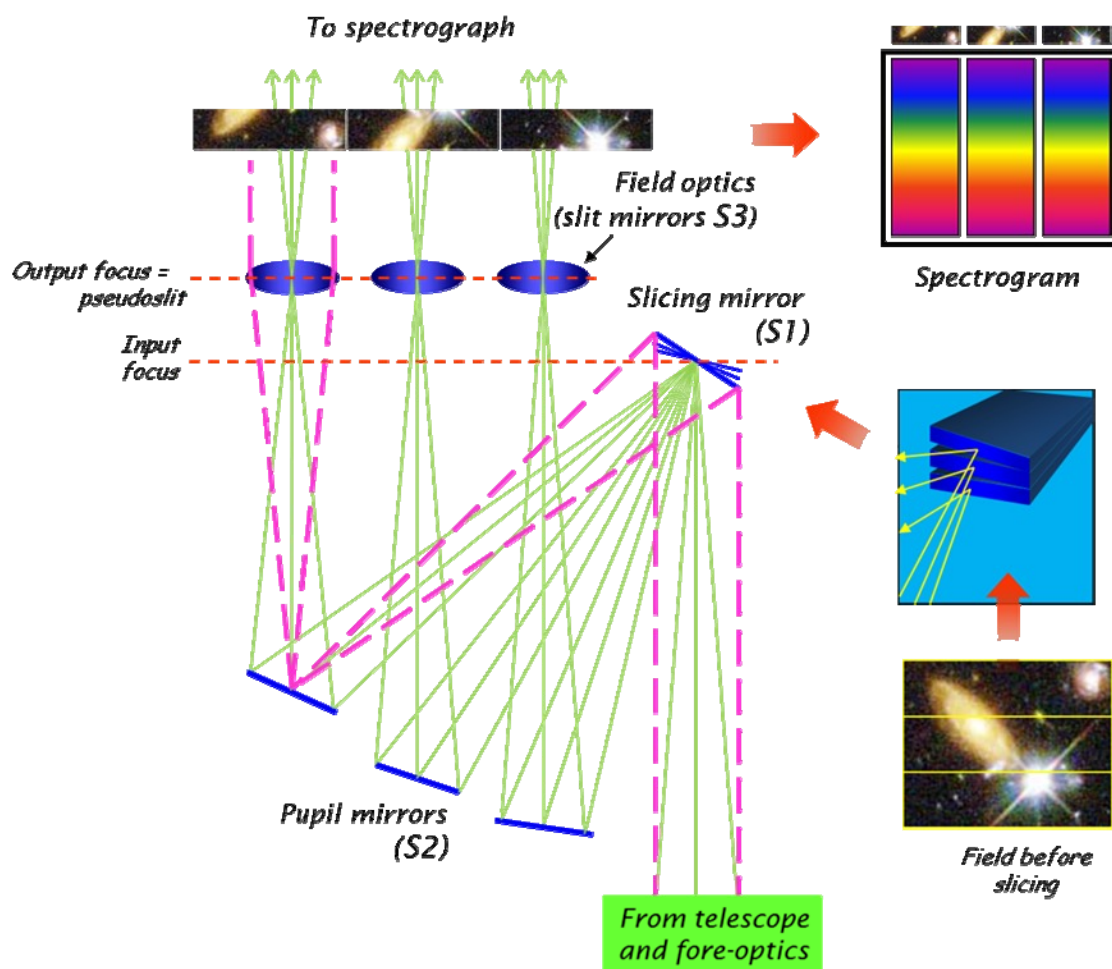 To spectrograph
Field optics
(slit mirrors S3)
Output focus =
pseudoslit
Slicing mirror
(S1)
Input
focus
Spectrogram
Pupil mirrors
(S2)
Field before
slicing
From telescope
and fore-optics